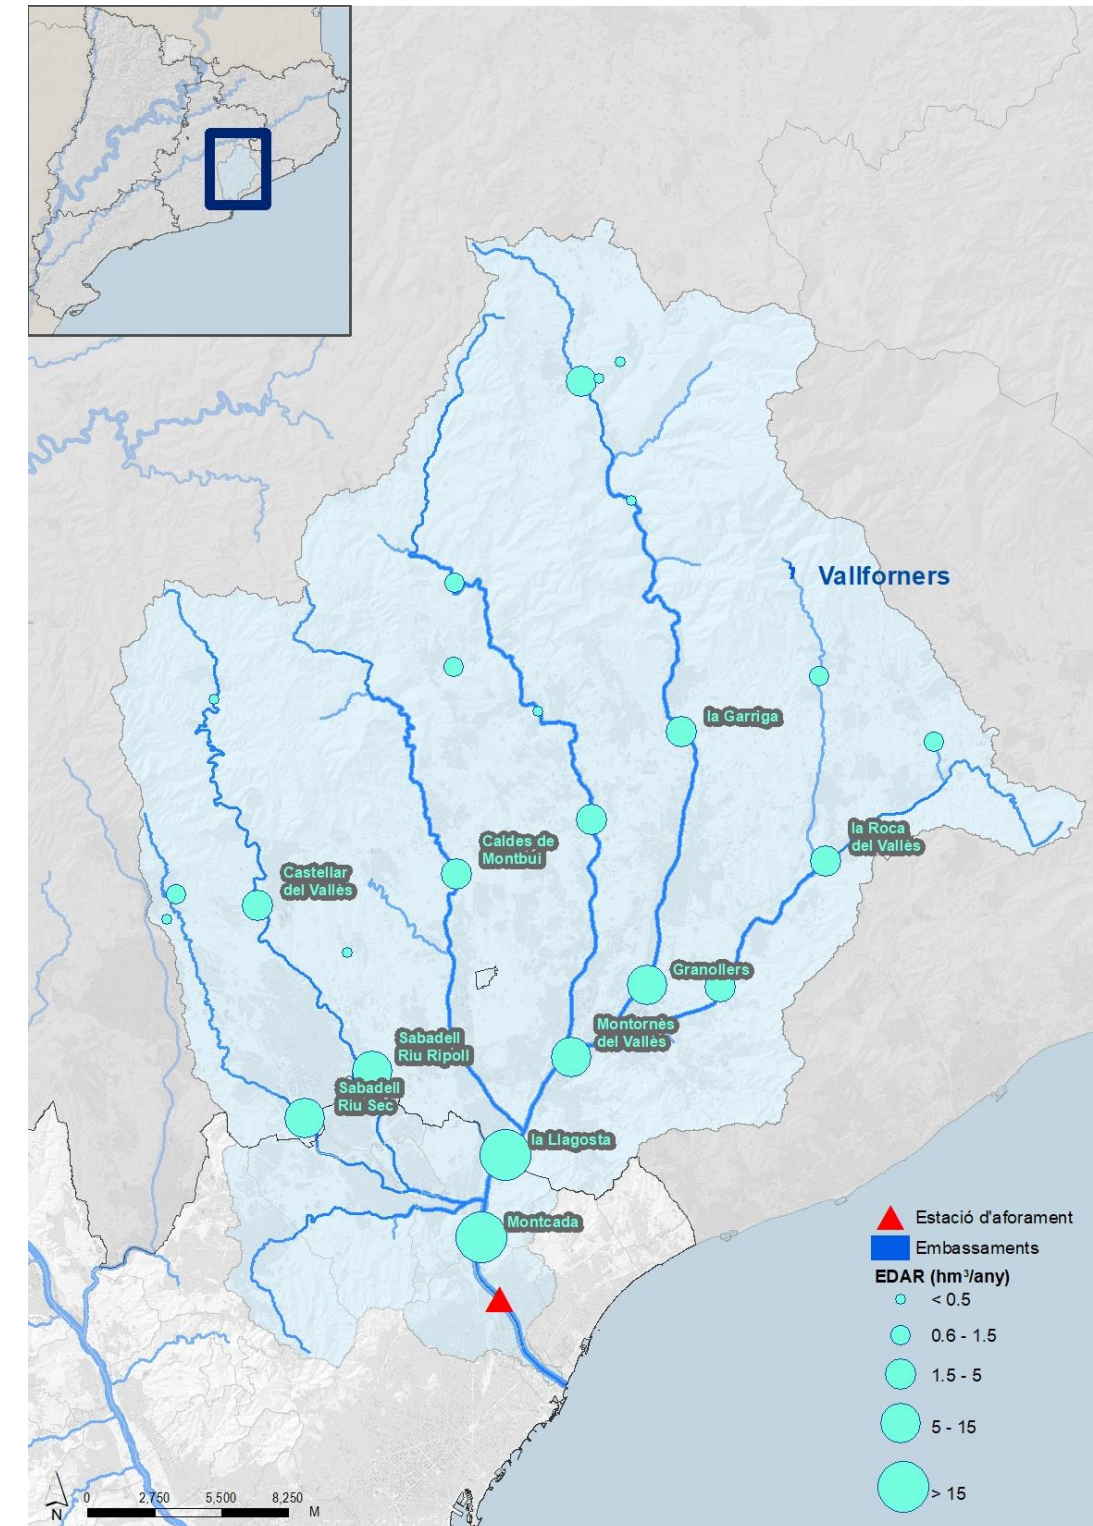 Vallforners
la Garriga
la Roca
del Vallès
Caldes de
Montbui
Castellar
del Vallès
Granollers
Montornès
del Vallès
Sabadell
Riu Ripoll
Sabadell
Riu Sec
la Llagosta
Montcada
Estació d'aforament
Embassaments
EDAR (hm³/any)
< 0.5
0.6 - 1.5
1.5 - 5
5 - 15
> 15
N
0 2,750 5,500 8,250
M